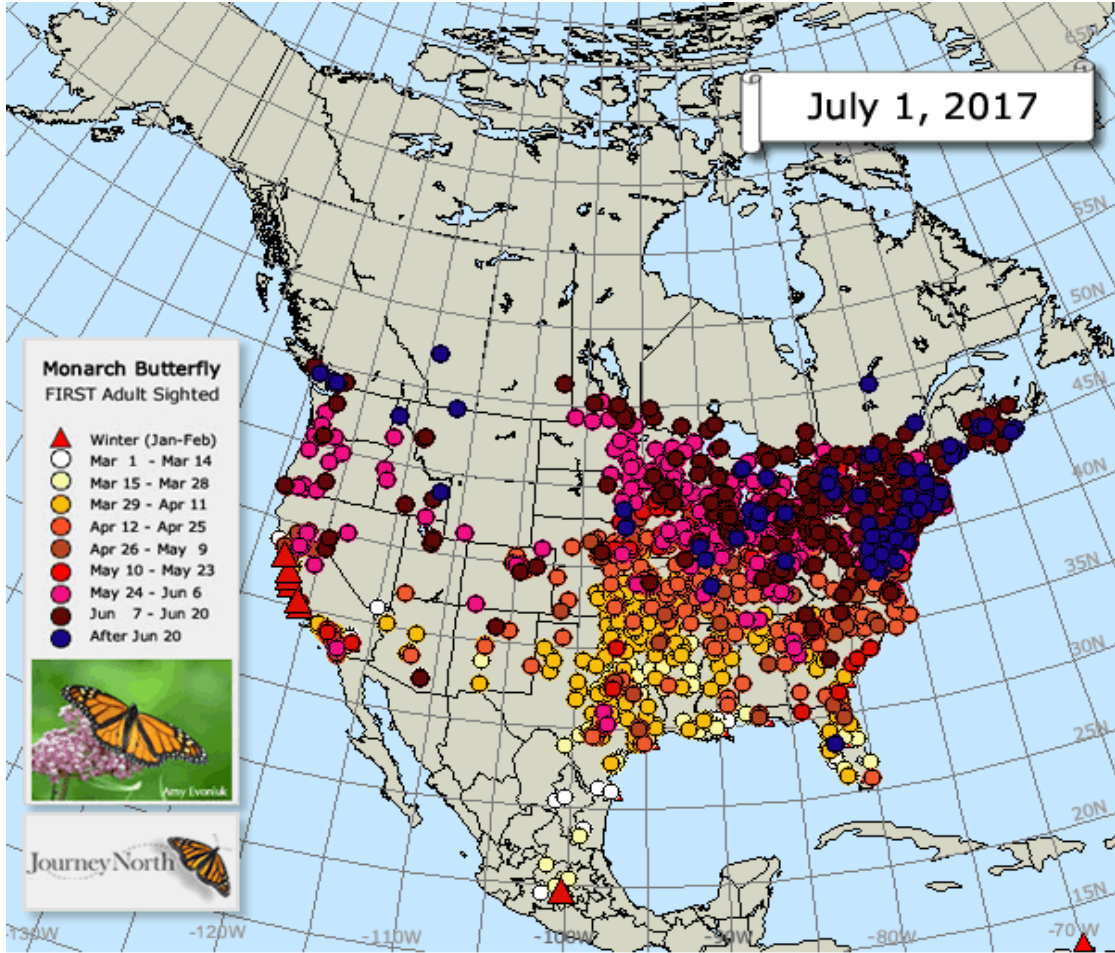 July 1, 2017
65N
55N
50N
45N
40N
35N
30N
25N
20N
15N
Monarch Butterfly
FIRST Adult Sighted
Winter (Jan-Feb)
Mar 1 - Mar 14
Mar 15 - Mar 28
Mar 29 - Apr 11
Apr 12 - Apr 25
Apr 26 - May 9
May 10 - May 23
May 24 - Jun 6
Jun 7 - Jun 20
After Jun 20
Amy Evoniuk
JourneyNorth
-130W
-120W
-110W
-100W
-90W
-80W
-70W